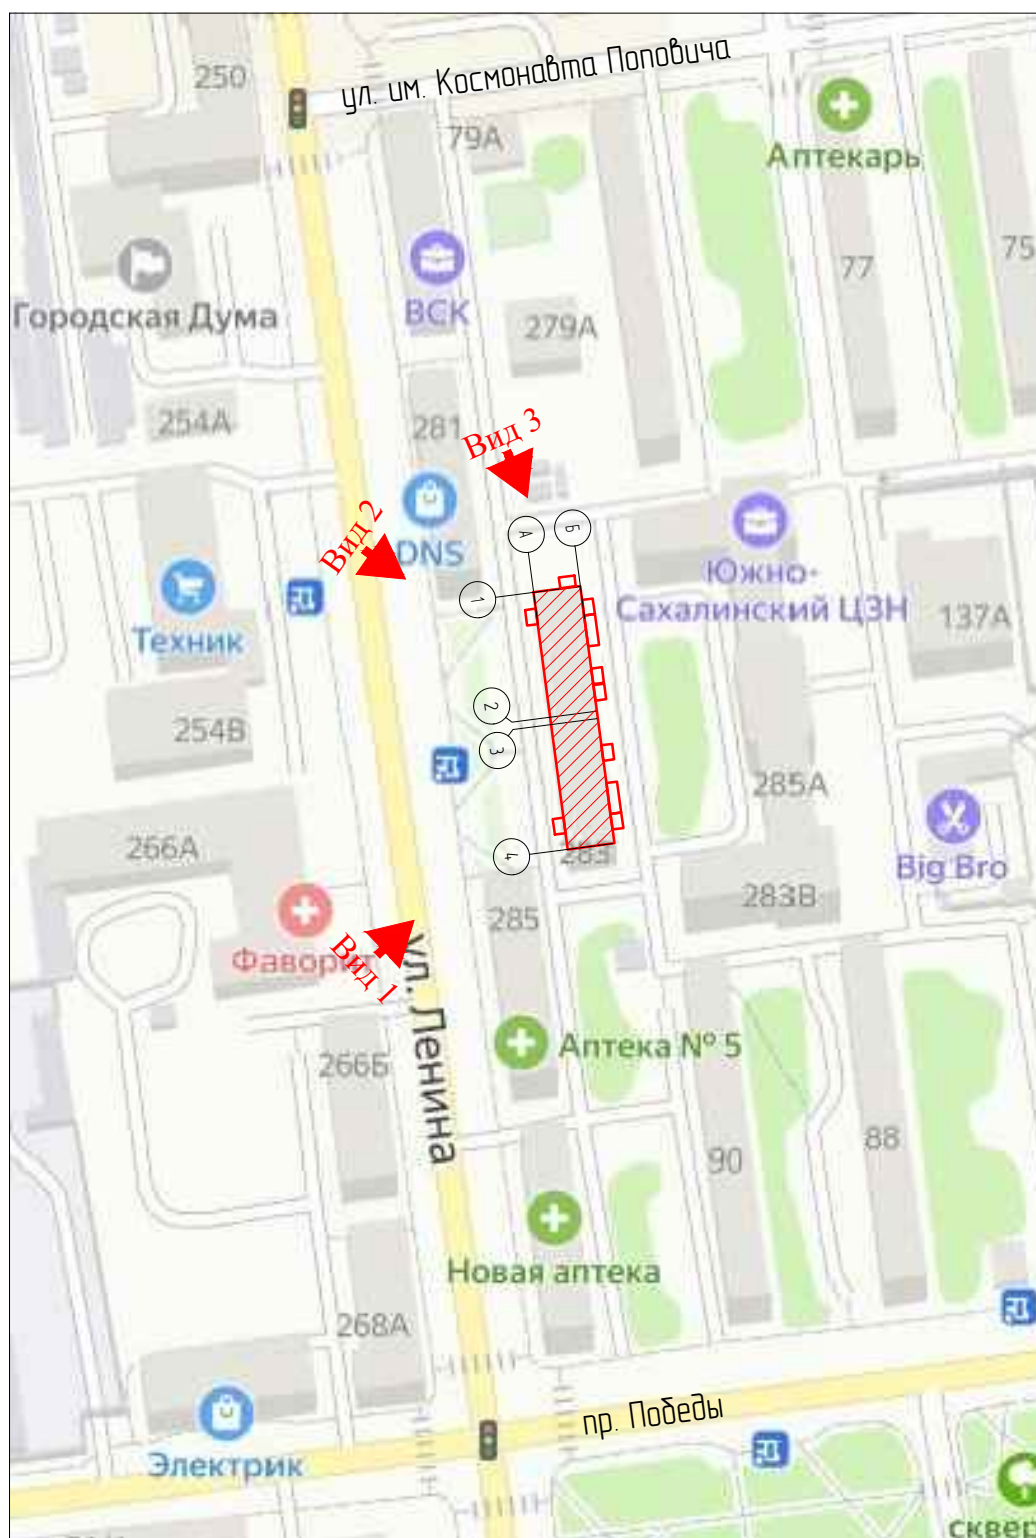 250
ул. им. Космонавта Поповича
79А
Аптекарь
77
75
Городская Дума
ВСК
279А
254А
281
Вид 3
Вид 2
DNS
А
Б
1
Южно-
Сахалинский ЦЗН
Техник
137А
254В
2
3
285А
266А
4
283
Big Bro
283В
285
Фаворит
Вид 1
ул. Ленина
Аптека № 5
266Б
90
88
Новая аптека
268А
пр. Победы
Электрик
сквер